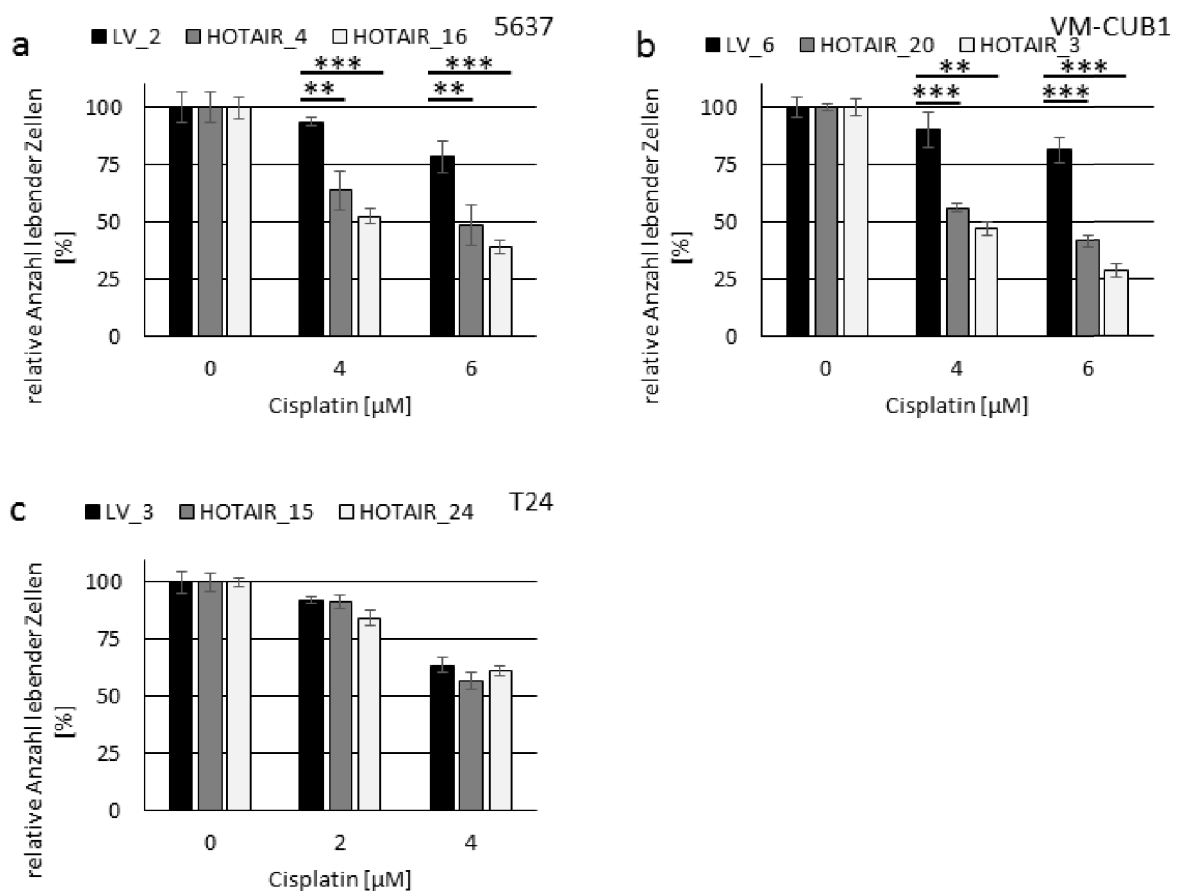 a
LV_2 HOTAIR_4 HOTAIR_16
5637
*** ***
** **
100
75
50
25
0
relative Anzahl lebender Zellen
[%]
0 4 6
Cisplatin [µM]
b
LV_6 HOTAIR_20 HOTAIR_3
VM-CUB1
** ***
*** ***
100
75
50
25
0
relative Anzahl lebender Zellen
[%]
0 4 6
Cisplatin [µM]
c
LV_3 HOTAIR_15 HOTAIR_24
T24
100
75
50
25
0
relative Anzahl lebender Zellen
[%]
0 2 4
Cisplatin [µM]